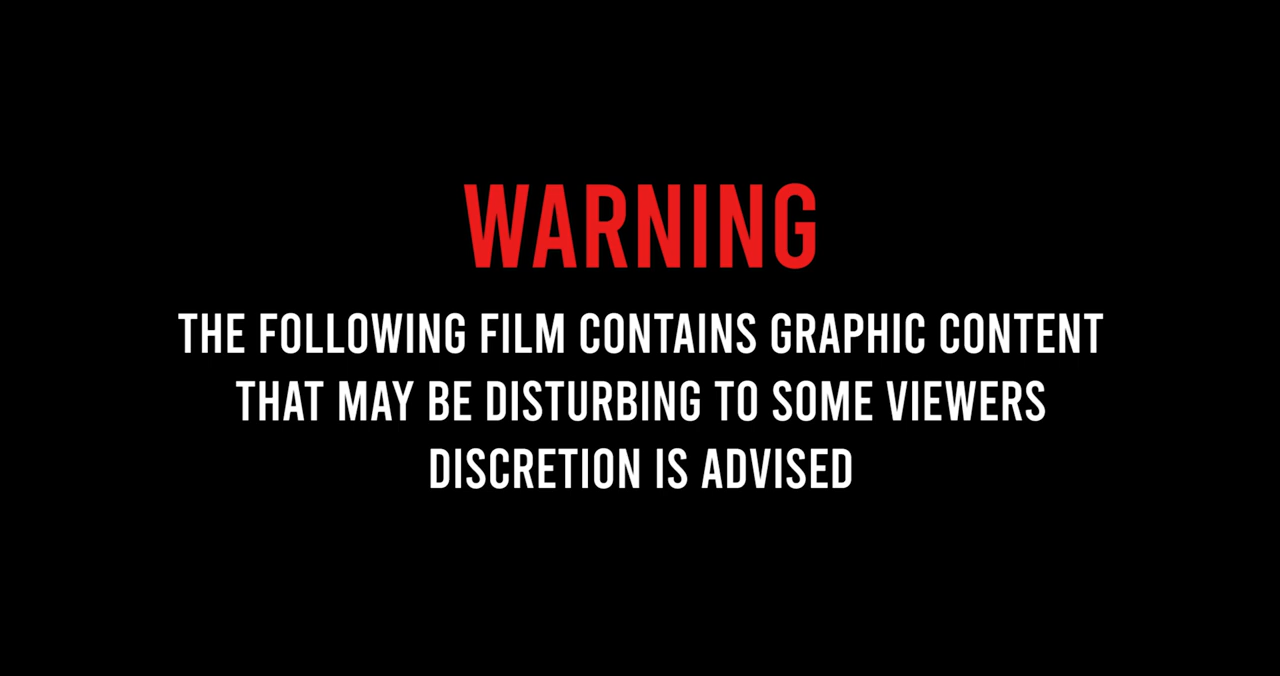 WARNING
THE FOLLOWING FILM CONTAINS GRAPHIC CONTENT
THAT MAY BE DISTURBING TO SOME VIEWERS
DISCRETION IS ADVISED